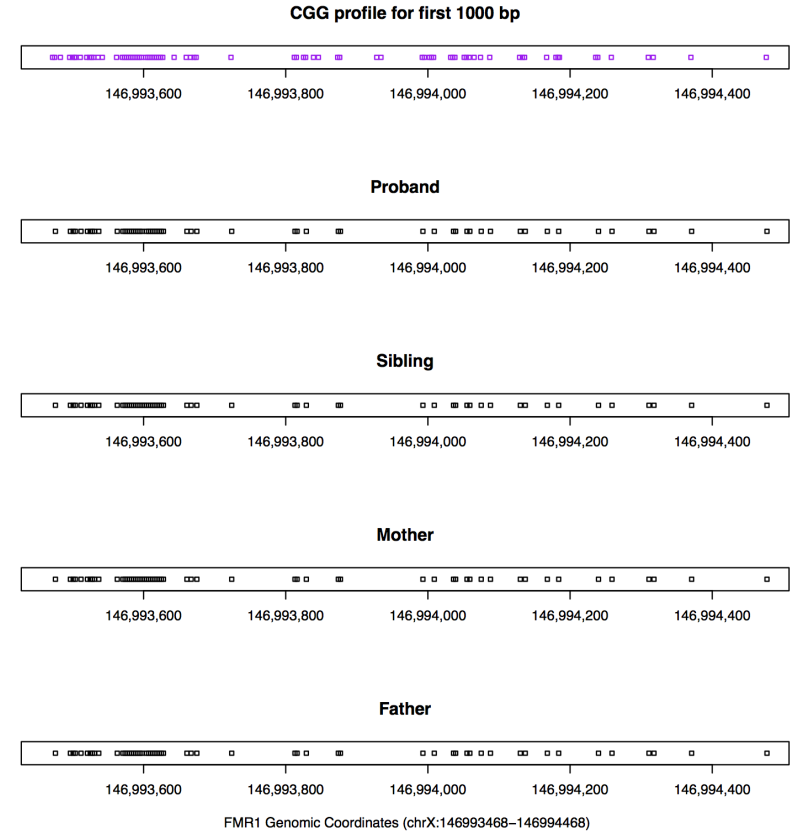 CGG profile for first 1000 bp
146,993,600 146,993,800 146,994,000 146,994,200 146,994,400
Proband
146,993,600 146,993,800 146,994,000 146,994,200 146,994,400
Sibling
146,993,600 146,993,800 146,994,000 146,994,200 146,994,400
Mother
146,993,600 146,993,800 146,994,000 146,994,200 146,994,400
Father
146,993,600 146,993,800 146,994,000 146,994,200 146,994,400
FMR1 Genomic Coordinates (chrX:146993468−146994468)